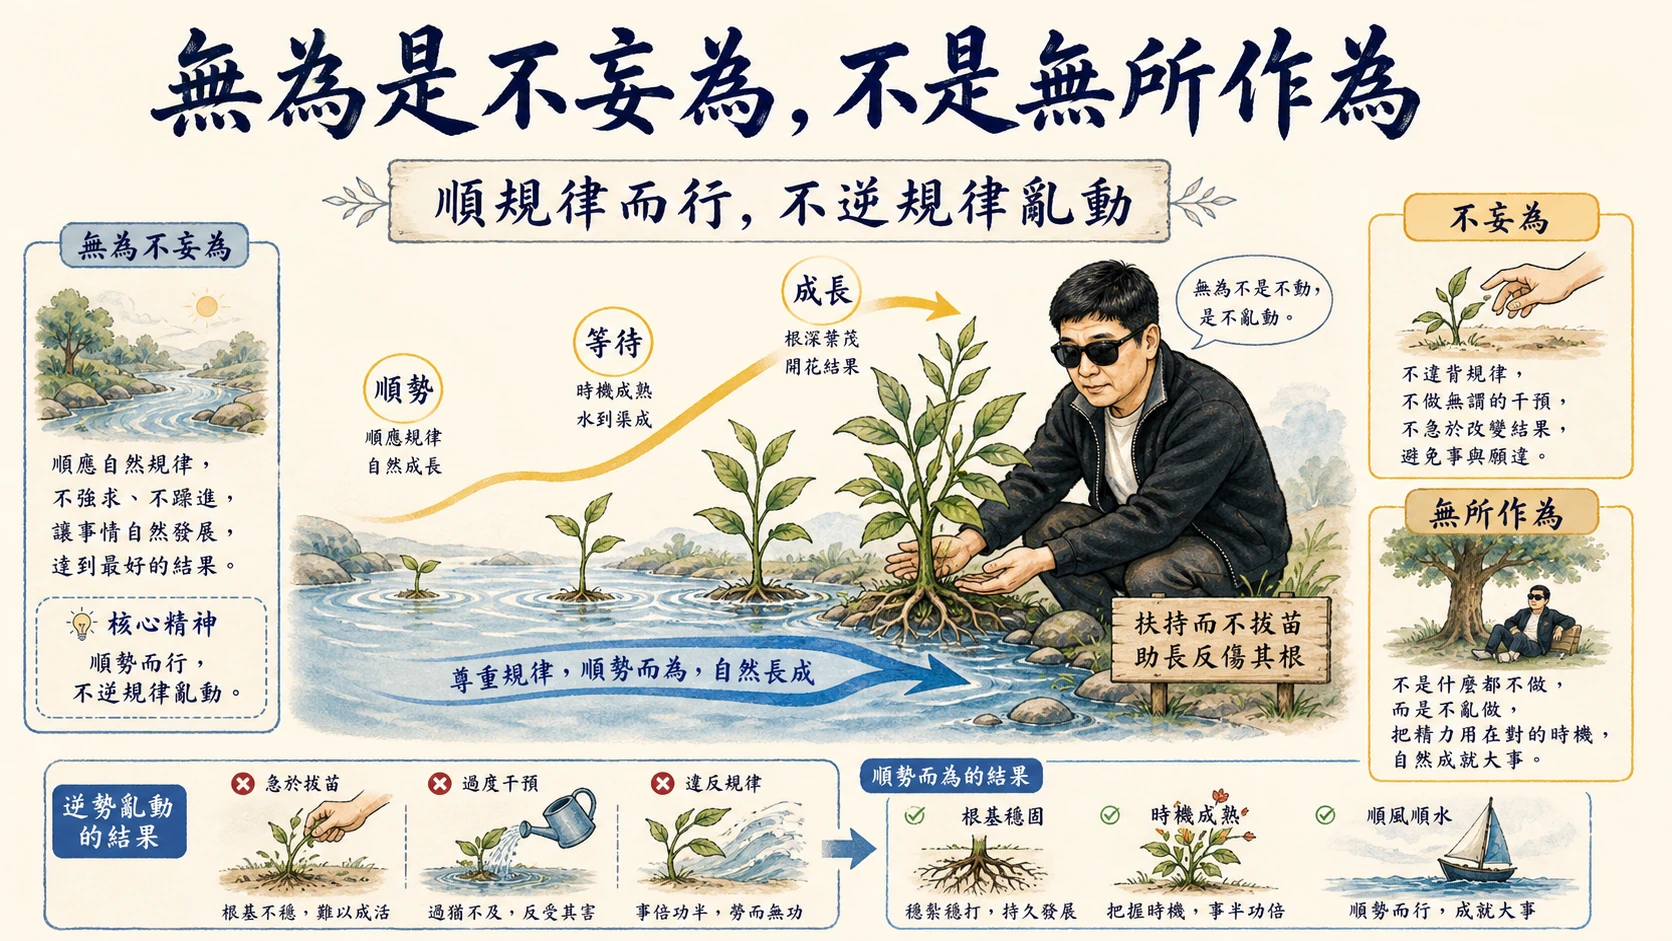 無為是不妄為，不是無所作為
順規律而行，不逆規律亂動
無為不妄為
順應自然規律，
不強求、不躁進，
讓事情自然發展，
達到最好的結果。
核心精神
順勢而行，
不逆規律亂動。
順勢
順應規律
自然成長
等待
時機成熟
水到渠成
成長
根深葉茂
開花結果
無為不是不動，
是不亂動。
尊重規律，順勢而為，自然長成
扶持而不拔苗
助長反傷其根
不妄為
不違背規律，
不做無謂的干預，
不急於改變結果，
避免事與願違。
無所作為
不是什麼都不做，
而是不亂做，
把精力用在對的時機，
自然成就大事。
逆勢亂動
的結果
急於拔苗
根基不穩，難以成活
過度干預
過猶不及，反受其害
違反規律
事倍功半，勞而無功
順勢而為的結果
根基穩固
穩紮穩打，持久發展
時機成熟
把握時機，事半功倍
順風順水
順勢而行，成就大事